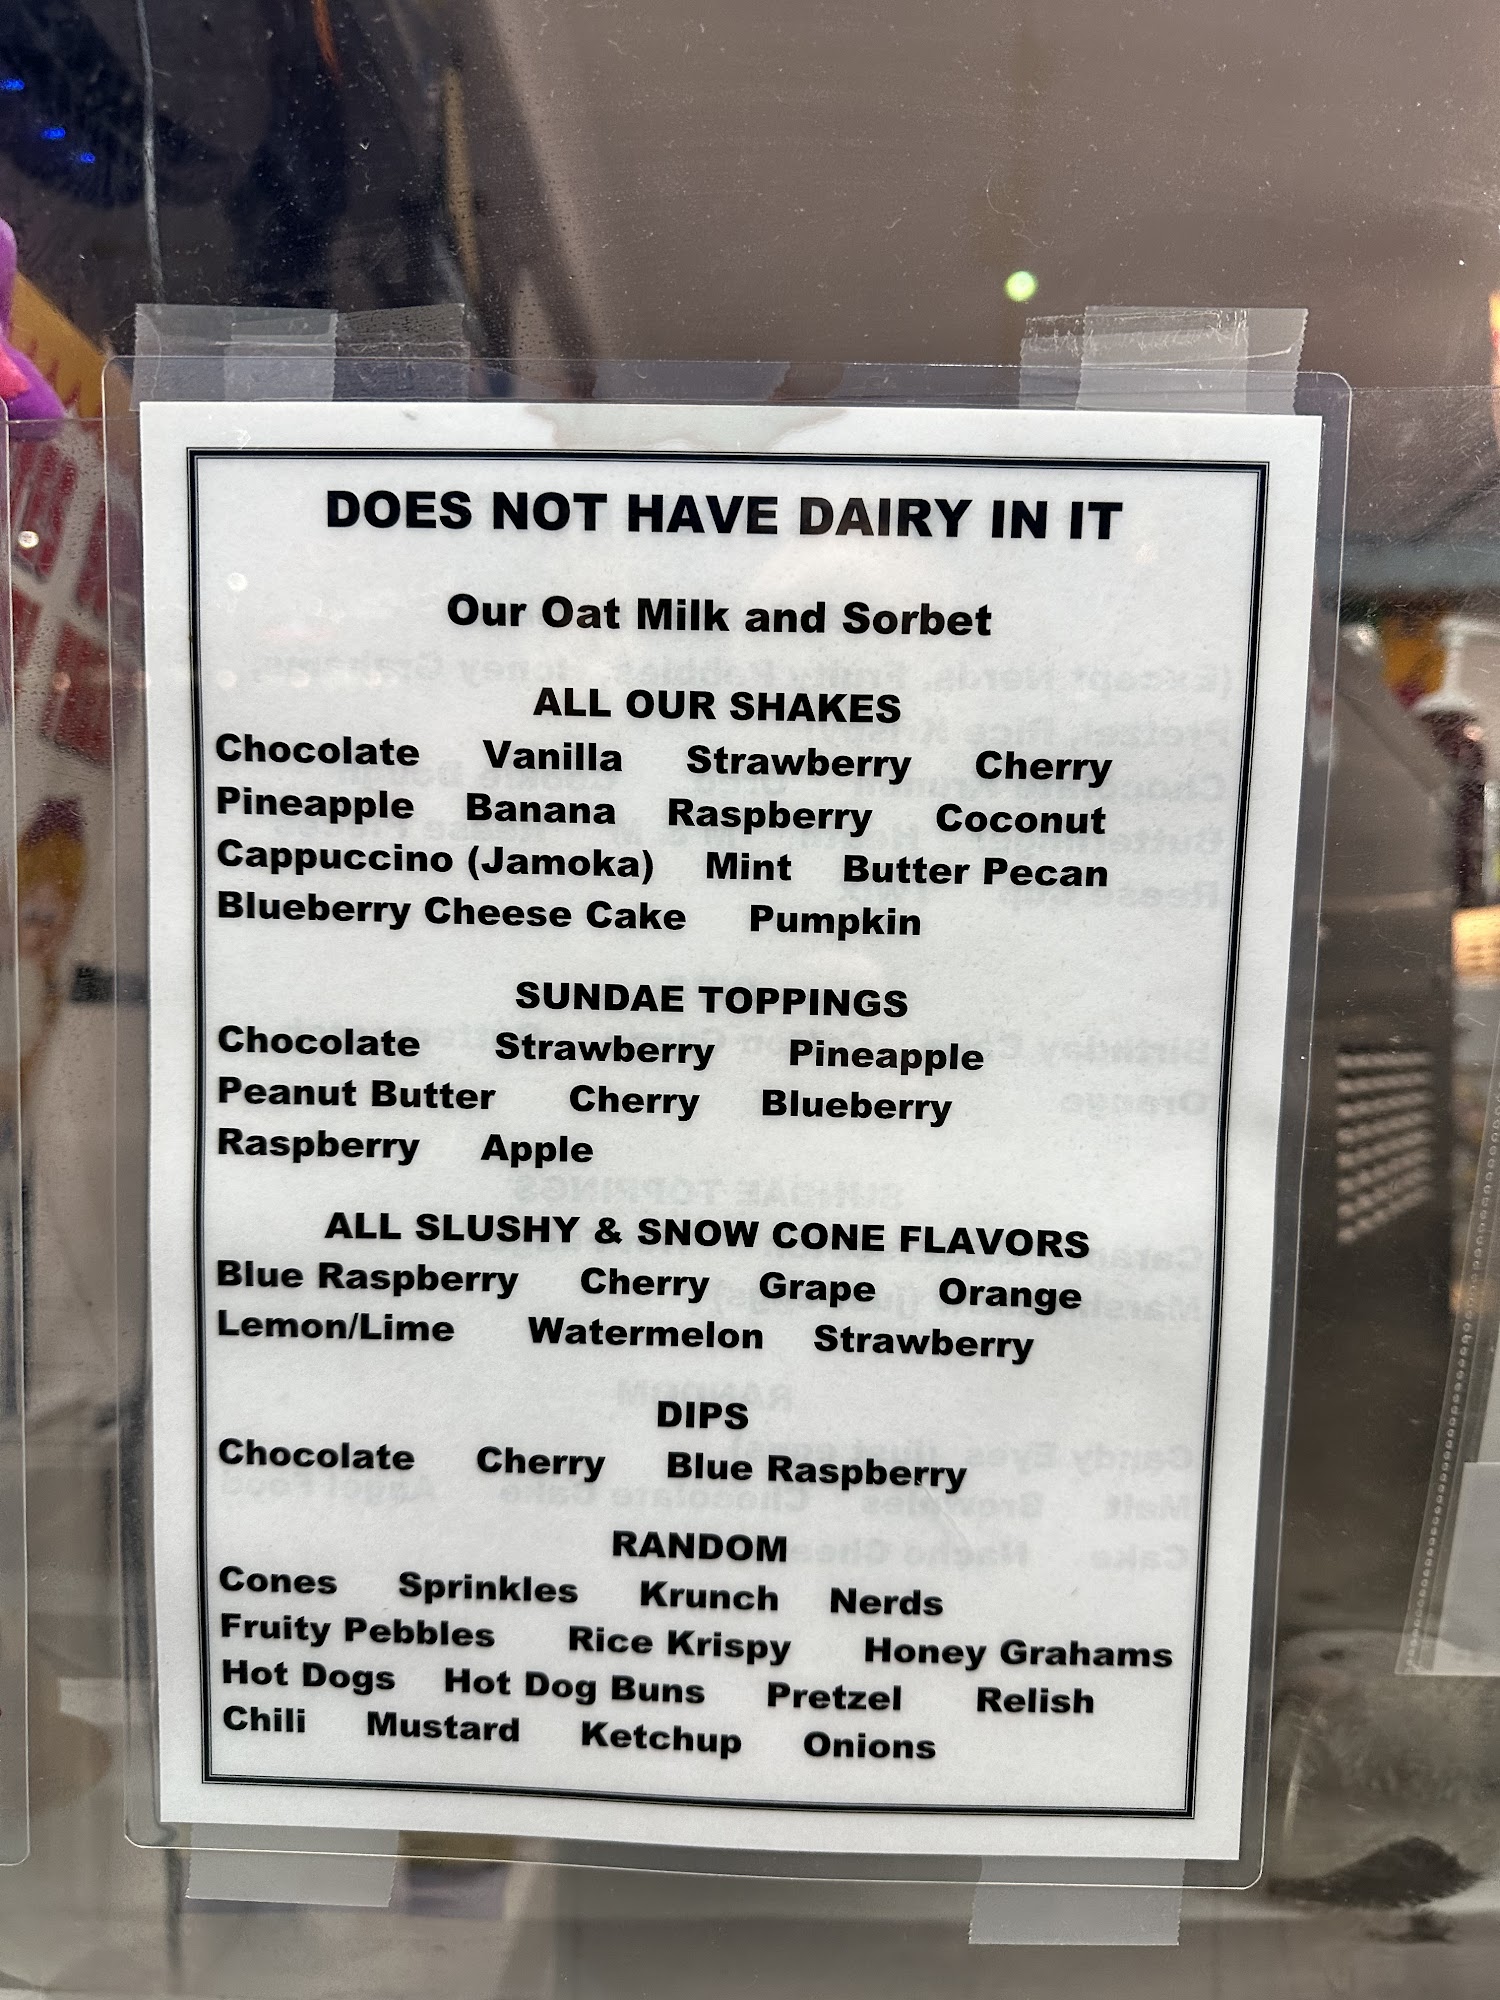 DOES NOT HAVE DAIRY IN IT
Our Oat Milk and Sorbet
ALL OUR SHAKES
Chocolate Vanilla Strawberry Cherry
Pineapple Banana Raspberry Coconut
Cappuccino (Jamoka) Mint Butter Pecan
Blueberry Cheese Cake Pumpkin
SUNDAE TOPPINGS
Chocolate Strawberry Pineapple
Peanut Butter Cherry Blueberry
Raspberry Apple
ALL SLUSHY & SNOW CONE FLAVORS
Blue Raspberry Cherry Grape Orange
Lemon/Lime Watermelon Strawberry
DIPS
Chocolate Cherry Blue Raspberry
RANDOM
Cones Sprinkles Krunch Nerds
Fruity Pebbles Rice Krispy Honey Grahams
Hot Dogs Hot Dog Buns Pretzel Relish
Chili Mustard Ketchup Onions